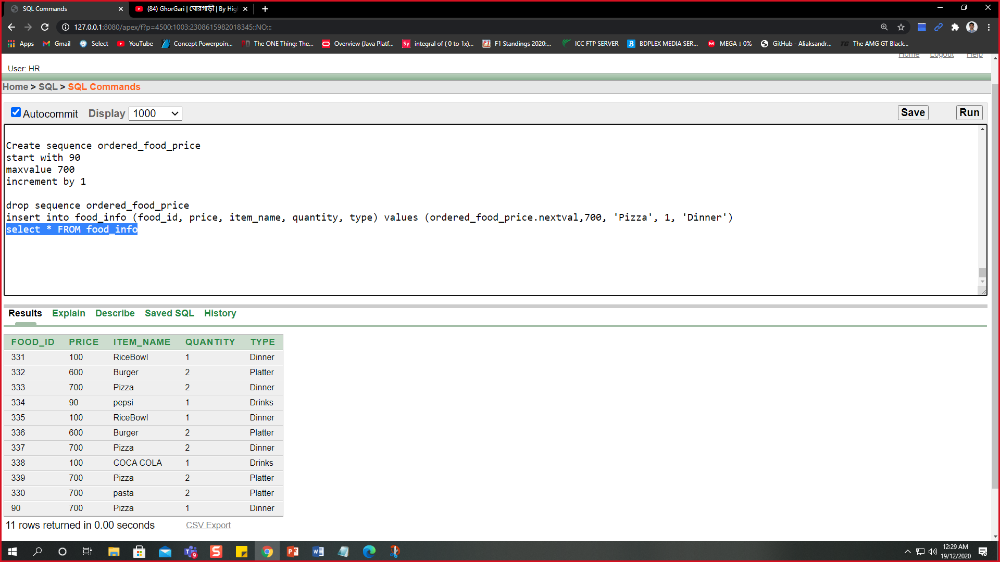 SQL Commands
(84) GhorGari | ঘোরগাড়ী | By Hig
127.0.0.1:8080/apex/f?p=4500:1003:2308615982018345::NO:::
Apps Gmail Select YouTube Concept Powerpoin... The ONE Thing: The... Overview (Java Platf... Sy integral of ( 0 to 1x)... F1 Standings 2020:... ICC FTP SERVER B BDPLEX MEDIA SER... M MEGA ⇂ 0% GitHub - Aliaksandr... TG The AMG GT Black...
Home Logout Help
User: HR
Home > SQL > SQL Commands
Autocommit Display 1000 Save Run
Create sequence ordered_food_price
start with 90
maxvalue 700
increment by 1
drop sequence ordered_food_price
insert into food_info (food_id, price, item_name, quantity, type) values (ordered_food_price.nextval,700, 'Pizza', 1, 'Dinner')
select * FROM food_info
Results Explain Describe Saved SQL History
FOOD_ID PRICE ITEM_NAME QUANTITY TYPE
331 100 RiceBowl 1 Dinner
332 600 Burger 2 Platter
333 700 Pizza 2 Dinner
334 90 pepsi 1 Drinks
335 100 RiceBowl 1 Dinner
336 600 Burger 2 Platter
337 700 Pizza 2 Dinner
338 100 COCA COLA 1 Drinks
339 700 Pizza 2 Platter
330 700 pasta 2 Platter
90 700 Pizza 1 Dinner
11 rows returned in 0.00 seconds CSV Export
12:29 AM
19/12/2020